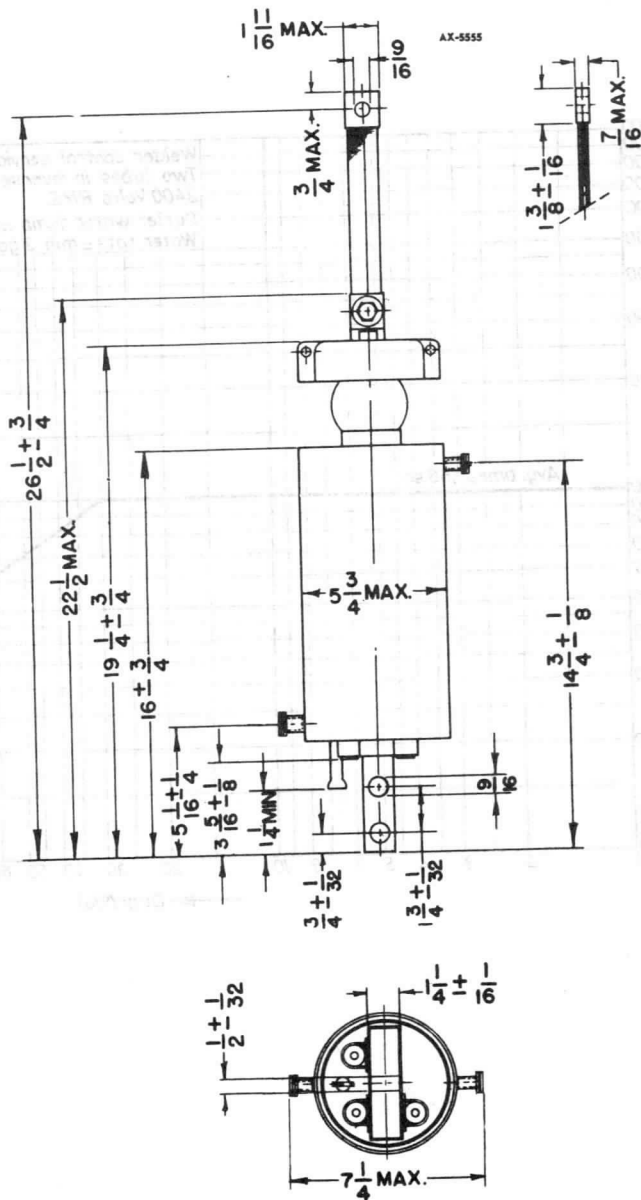 1 11/16 MAX.
AX-5555
9/16
3/4 MAX.
7/16 MAX.
1 3/8 ± 1/16
26 1/2 ± 3/4
22 1/2 MAX.
19 1/4 ± 3/4
16 ± 3/4
5 3/4 MAX.
14 3/4 ± 1/8
5 1/16 ± 1/4
3 5/16 ± 1/8
1 1/4 MIN
9/16
3/4 ± 1/32
1 3/4 ± 1/32
1/2 ± 1/32
1 1/4 ± 1/16
7 1/4 MAX.